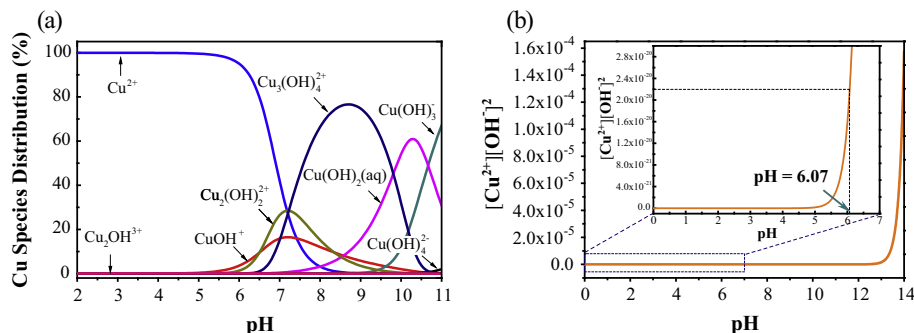 (a)
Cu Species Distribution (%)
100
80
60
40
20
0
Cu²⁺
Cu₃(OH)₄²⁺
Cu(OH)₃⁻
Cu(OH)₂(aq)
Cu₂(OH)₂²⁺
Cu₂OH³⁺
CuOH⁺
Cu(OH)₄²⁻
2 3 4 5 6 7 8 9 10 11
pH
(b)
[Cu²⁺][OH⁻]²
1.6x10⁻⁴
1.4x10⁻⁴
1.2x10⁻⁴
1.0x10⁻⁴
8.0x10⁻⁵
6.0x10⁻⁵
4.0x10⁻⁵
2.0x10⁻⁵
0.0
0 2 4 6 8 10 12 14
pH
[Cu²⁺][OH⁻]²
2.8x10⁻²⁰
2.4x10⁻²⁰
2.0x10⁻²⁰
1.6x10⁻²⁰
1.2x10⁻²⁰
8.0x10⁻²¹
4.0x10⁻²¹
0.0
pH = 6.07
0 1 2 3 4 5 6 7
pH